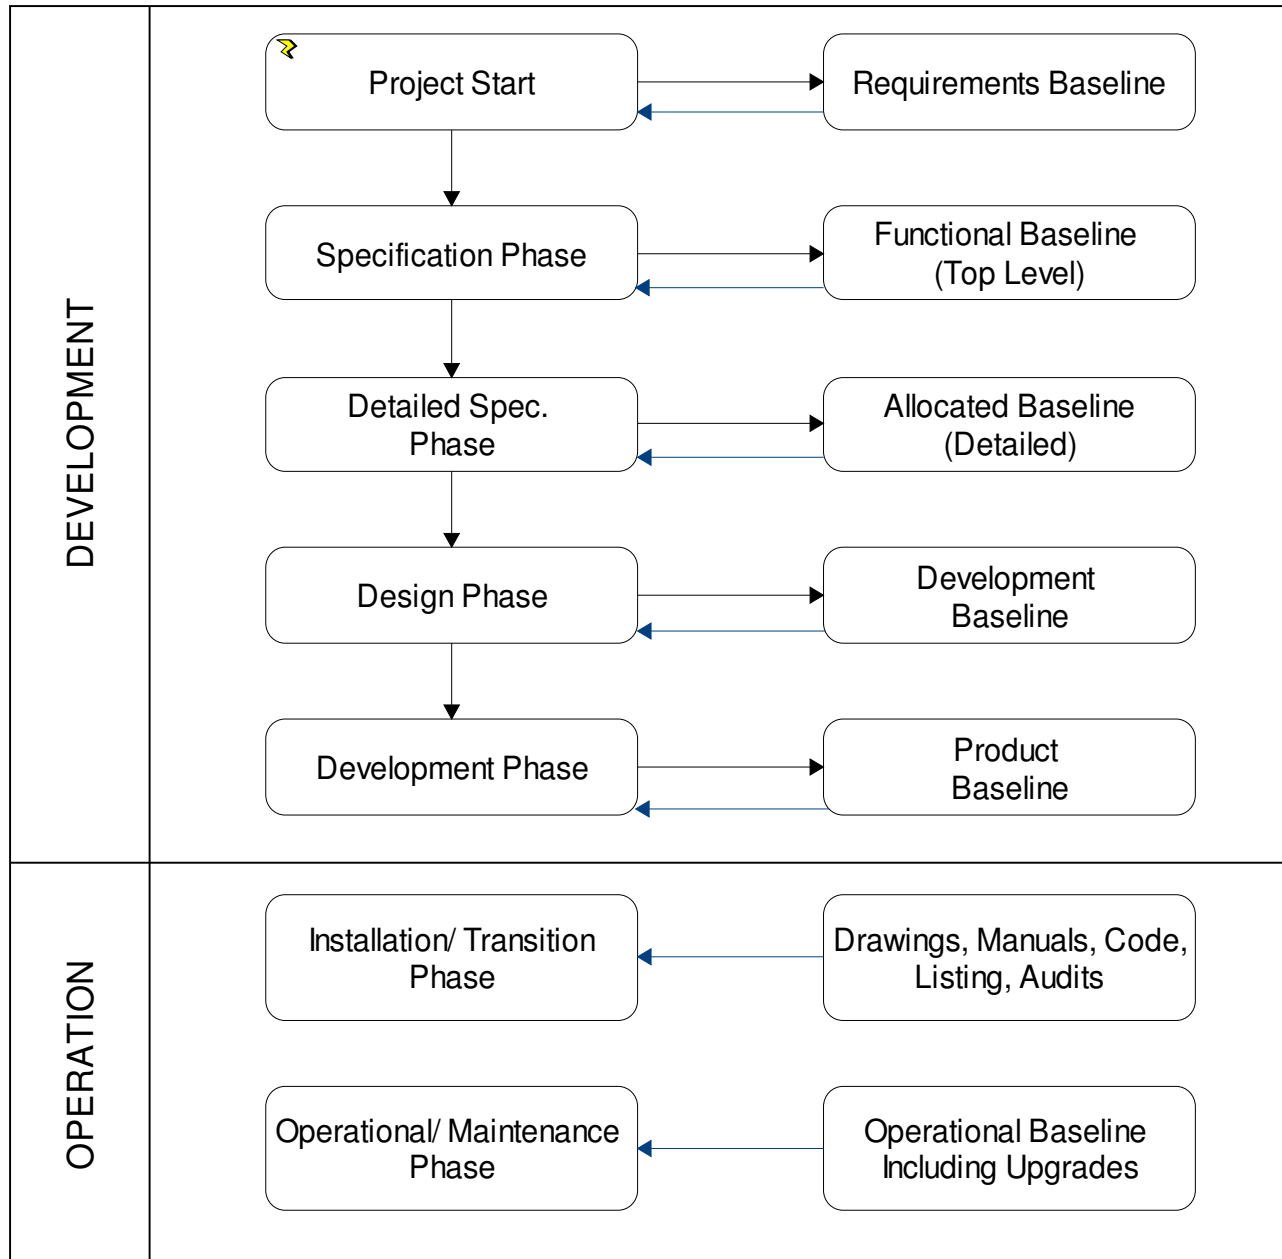 DEVELOPMENT
Project Start
Requirements Baseline
Specification Phase
Functional Baseline
(Top Level)
Detailed Spec.
Phase
Allocated Baseline
(Detailed)
Design Phase
Development
Baseline
Development Phase
Product
Baseline
OPERATION
Installation/ Transition
Phase
Drawings, Manuals, Code,
Listing, Audits
Operational/ Maintenance
Phase
Operational Baseline
Including Upgrades